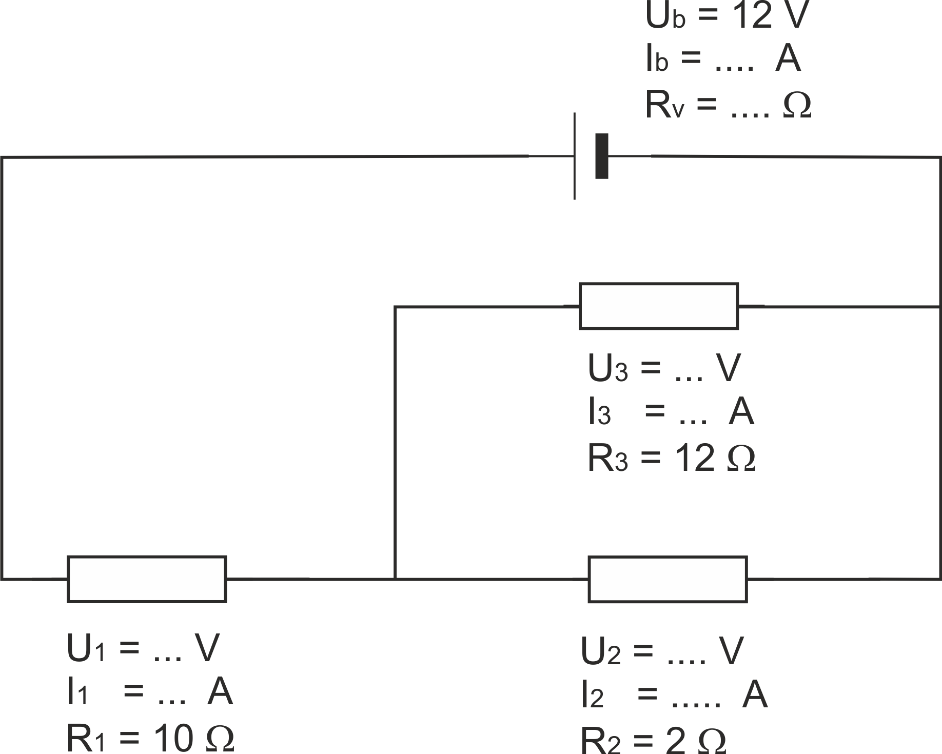 Ub = 12 V
Ib = .... A
Rv = .... Ω
U3 = ... V
I3 = ... A
R3 = 12 Ω
U1 = ... V
I1 = ... A
R1 = 10 Ω
U2 = .... V
I2 = ..... A
R2 = 2 Ω